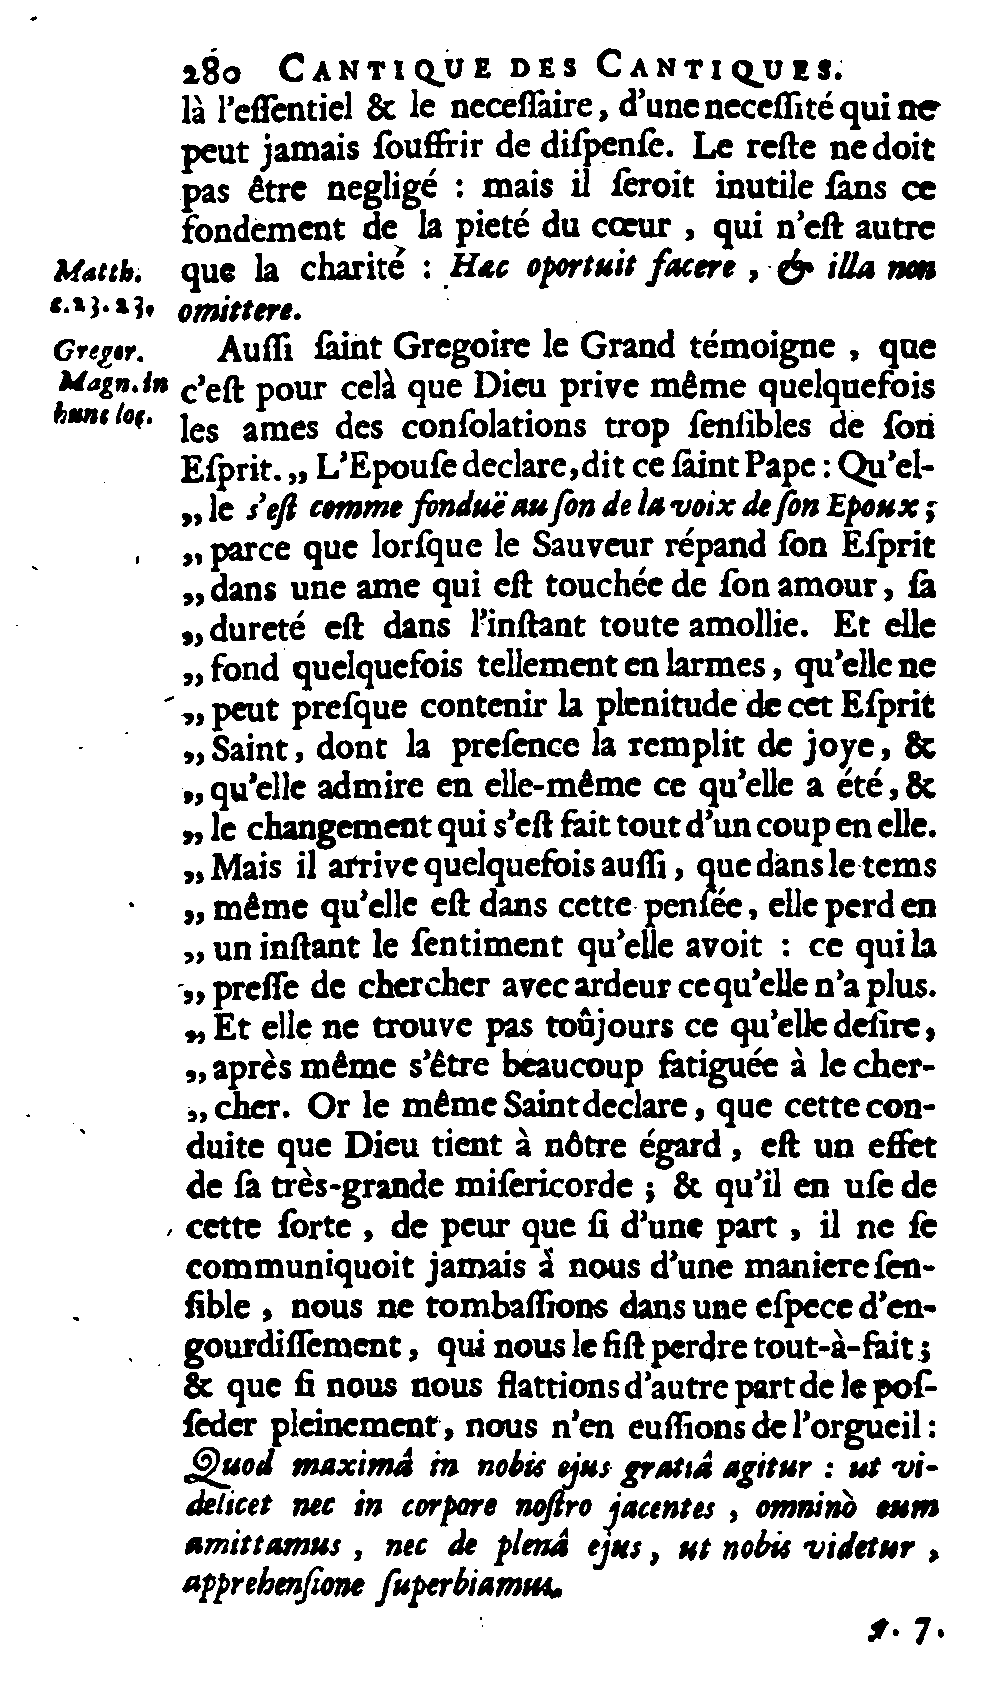 280 CANTIQUE DES CANTIQUES.
là l'eſſentiel & le neceſſaire, d'une neceſſité qui ne
peut jamais ſouffrir de diſpenſe. Le reſte ne doit
pas être negligé : mais il ſeroit inutile ſans ce
fondement de la pieté du cœur , qui n'eſt autre
Matth. que la charité : Hæc oportuit facere , & illa non
c.23.23. omittere.
Gregor. Auſſi ſaint Gregoire le Grand témoigne , que
Magn.in c'eſt pour celà que Dieu prive même quelquefois
hunc loc. les ames des conſolations trop ſenſibles de ſon
Eſprit. ,, L'Epouſe declare, dit ce ſaint Pape : Qu'el-
,, le s'eſt comme fonduë au ſon de la voix de ſon Epoux ;
,, parce que lorſque le Sauveur répand ſon Eſprit
,, dans une ame qui eſt touchée de ſon amour, ſa
,, dureté eſt dans l'inſtant toute amollie. Et elle
,, fond quelquefois tellement en larmes, qu'elle ne
,, peut preſque contenir la plenitude de cet Eſprit
,, Saint, dont la preſence la remplit de joye, &
,, qu'elle admire en elle-même ce qu'elle a été, &
,, le changement qui s'eſt fait tout d'un coup en elle.
,, Mais il arrive quelquefois auſſi, que dans le tems
,, même qu'elle eſt dans cette penſée, elle perd en
,, un inſtant le ſentiment qu'elle avoit : ce qui la
,, preſſe de chercher avec ardeur ce qu'elle n'a plus.
,, Et elle ne trouve pas toûjours ce qu'elle deſire,
,, après même s'être beaucoup fatiguée à le cher-
,, cher. Or le même Saint declare, que cette con-
duite que Dieu tient à nôtre égard , eſt un effet
de ſa très-grande miſericorde ; & qu'il en uſe de
cette ſorte , de peur que ſi d'une part , il ne ſe
communiquoit jamais à nous d'une maniere ſen-
ſible , nous ne tombaſſions dans une eſpece d'en-
gourdiſſement, qui nous le fiſt perdre tout-à-fait ;
& que ſi nous nous flattions d'autre part de le poſ-
ſeder pleinement, nous n'en euſſions de l'orgueil :
Quod maximâ in nobis ejus gratiâ agitur : ut vi-
delicet nec in corpore noſtro jacentes , omninò eum
amittamus , nec de plenâ ejus, ut nobis videtur ,
apprehenſione ſuperbiamus.
ꝟ. 7.